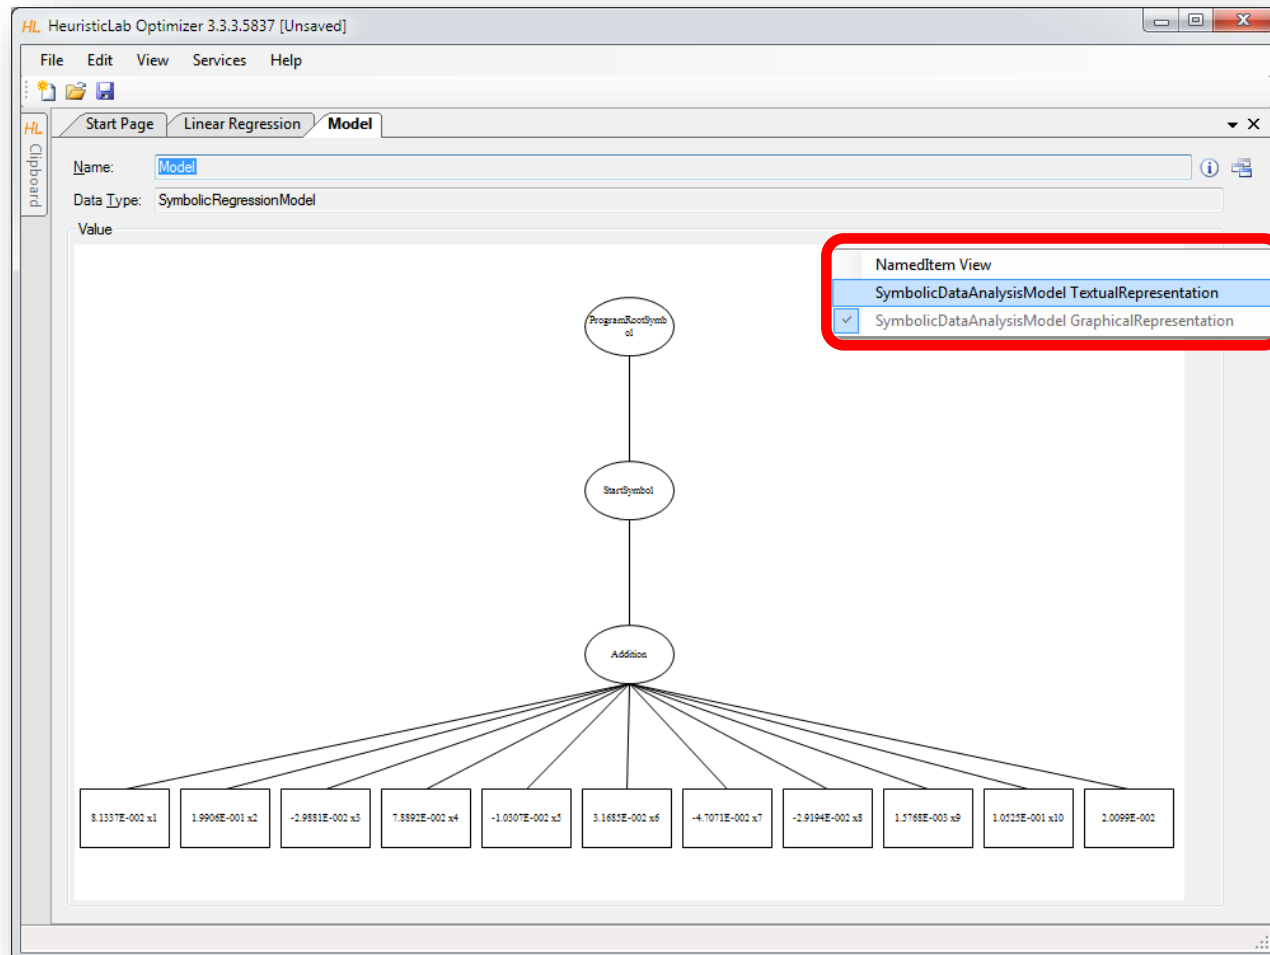 HL HeuristicLab Optimizer 3.3.3.5837 [Unsaved]
File Edit View Services Help
HL Clipboard
Start Page Linear Regression Model
Name: Model
Data Type: SymbolicRegressionModel
Value
NamedItem View
SymbolicDataAnalysisModel TextualRepresentation
SymbolicDataAnalysisModel GraphicalRepresentation
ProgramRootSymb
ol
StartSymbol
Addition
8.1337E-002 x1 1.9906E-001 x2 -2.9881E-002 x3 7.8892E-002 x4 -1.0307E-002 x5 3.1685E-002 x6 -4.7071E-002 x7 -2.9194E-002 x8 1.5768E-003 x9 1.0525E-001 x10 2.0099E-002